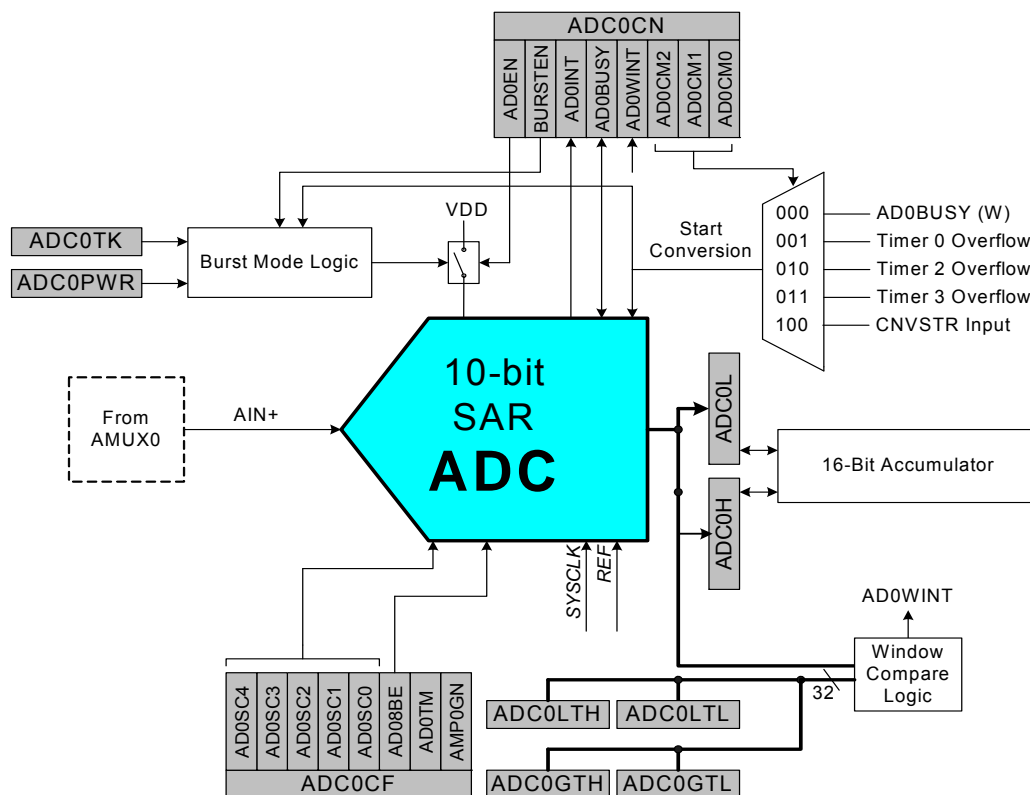 ADC0CN
AD0EN
BURSTEN
AD0INT
AD0BUSY
AD0WINT
AD0CM2
AD0CM1
AD0CM0
VDD
Start
Conversion
000
AD0BUSY (W)
001
Timer 0 Overflow
010
Timer 2 Overflow
011
Timer 3 Overflow
100
CNVSTR Input
ADC0TK
ADC0PWR
Burst Mode Logic
From
AMUX0
AIN+
10-bit
SAR
ADC
ADC0L
ADC0H
16-Bit Accumulator
SYSCLK
REF
AD0WINT
Window
Compare
Logic
32
AD0SC4
AD0SC3
AD0SC2
AD0SC1
AD0SC0
AD08BE
AD0TM
AMP0GN
ADC0CF
ADC0LTH
ADC0LTL
ADC0GTH
ADC0GTL